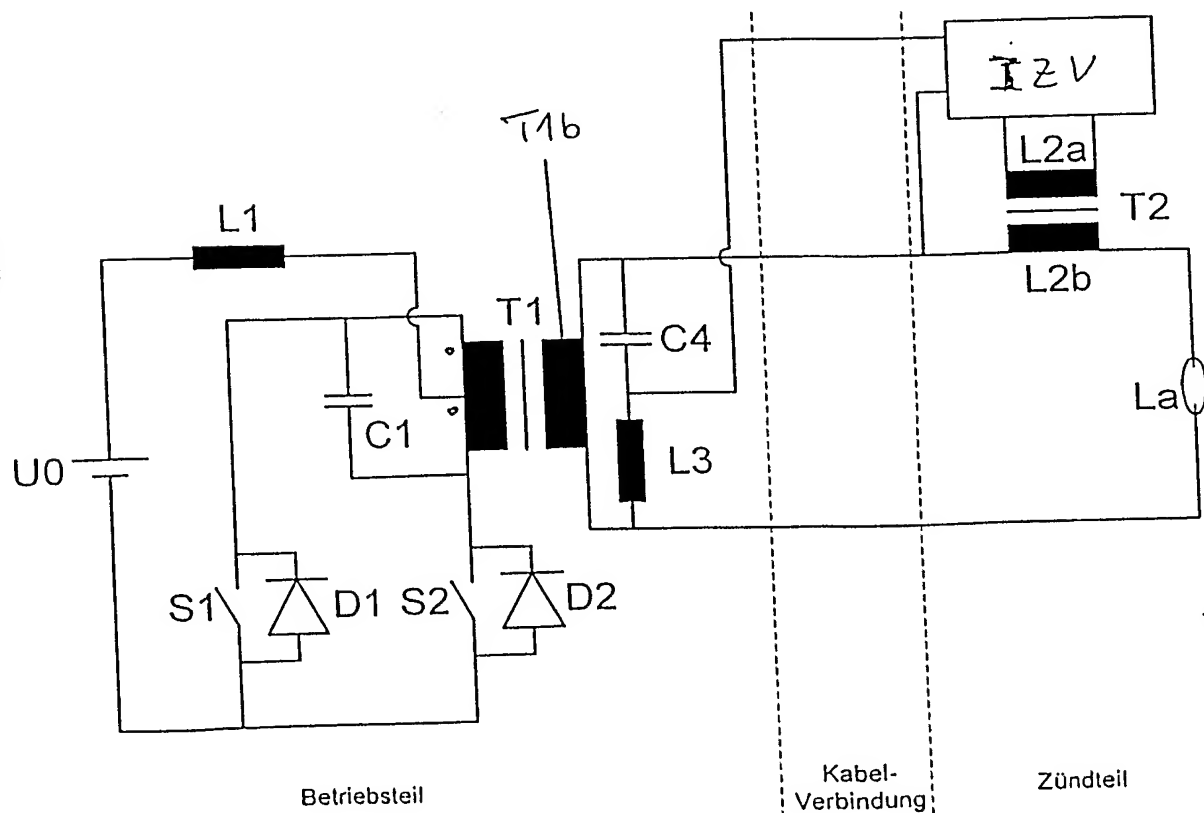 IZV
L2a
T2
L2b
T1b
L1
T1
C4
C1
L3
La
U0
S1
D1
S2
D2
Betriebsteil
Kabel-
Verbindung
Zündteil